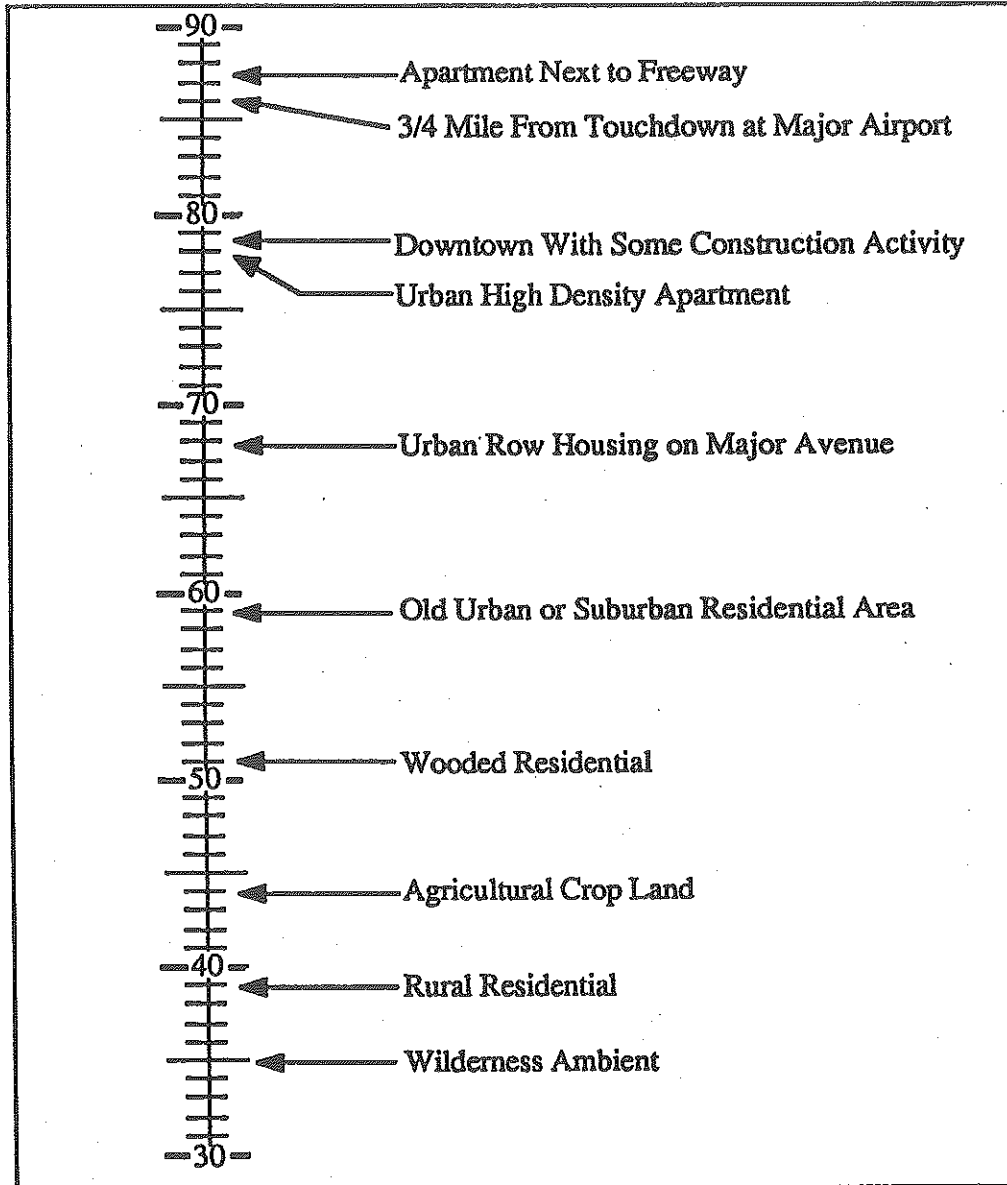 90
Apartment Next to Freeway
3/4 Mile From Touchdown at Major Airport
80
Downtown With Some Construction Activity
Urban High Density Apartment
70
Urban Row Housing on Major Avenue
60
Old Urban or Suburban Residential Area
Wooded Residential
50
Agricultural Crop Land
40
Rural Residential
Wilderness Ambient
30